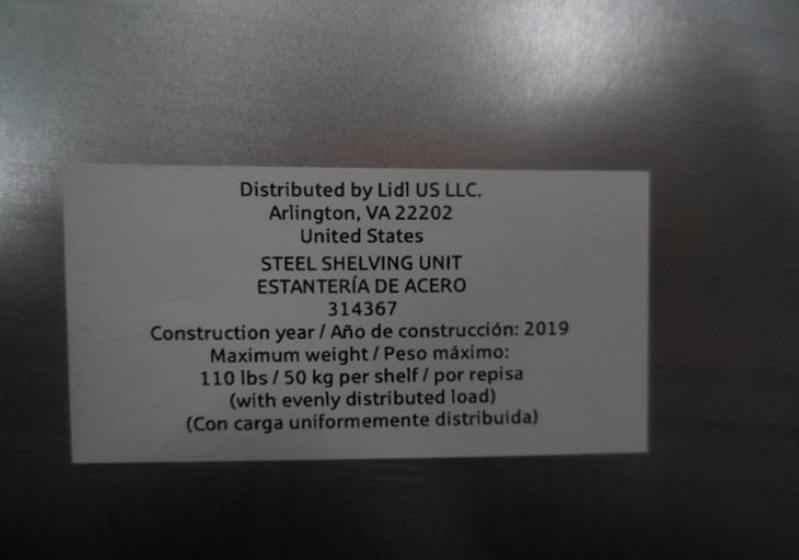 Distributed by Lidl US LLC.
Arlington, VA 22202
United States
STEEL SHELVING UNIT
ESTANTERÍA DE ACERO
314367
Construction year / Año de construcción: 2019
Maximum weight / Peso máximo:
110 lbs / 50 kg per shelf / por repisa
(with evenly distributed load)
(Con carga uniformemente distribuida)